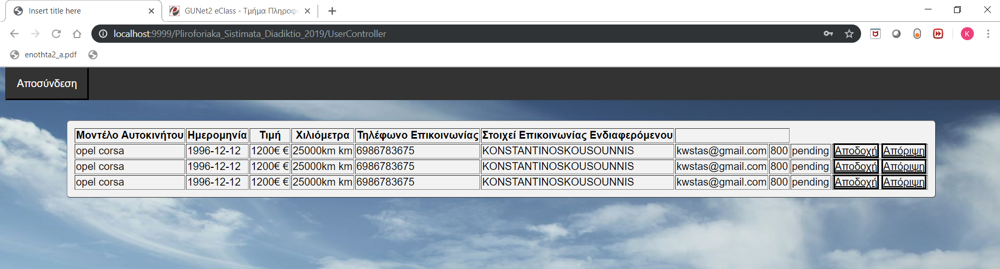 Insert title here
GUNet2 eClass - Τμήμα Πληροφ
localhost:9999/Pliroforiaka_Sistimata_Diadiktio_2019/UserController
K
enothta2_a.pdf
Αποσύνδεση
Μοντέλο Αυτοκινήτου Ημερομηνία Τιμή Χιλιόμετρα Τηλέφωνο Επικοινωνίας Στοιχεί Επικοινωνίας Ενδιαφερόμενου
opel corsa 1996-12-12 1200€ € 25000km km 6986783675 KONSTANTINOSKOUSOUNNIS kwstas@gmail.com 800 pending Αποδοχή Απόριψη
opel corsa 1996-12-12 1200€ € 25000km km 6986783675 KONSTANTINOSKOUSOUNNIS kwstas@gmail.com 800 pending Αποδοχή Απόριψη
opel corsa 1996-12-12 1200€ € 25000km km 6986783675 KONSTANTINOSKOUSOUNNIS kwstas@gmail.com 800 pending Αποδοχή Απόριψη